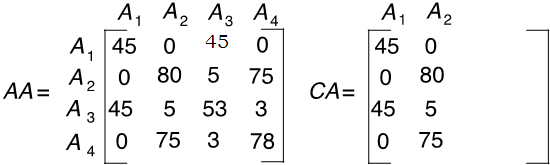 A1 A2 A3 A4 A1 A2
A1 45 0 45 0 45 0
AA= A2 0 80 5 75 CA= 0 80
A3 45 5 53 3 45 5
A4 0 75 3 78 0 75